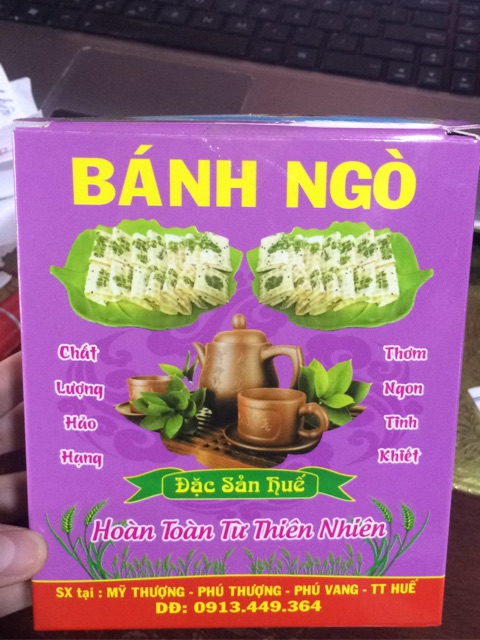 BÁNH NGÒ
Chất
Lượng
Hảo
Hạng
Thơm
Ngon
Tinh
Khiết
Đặc Sản Huế
Hoàn Toàn Từ Thiên Nhiên
SX tại : MỸ THƯỢNG - PHÚ THƯỢNG - PHÚ VANG - TT HUẾ
DĐ: 0913.449.364